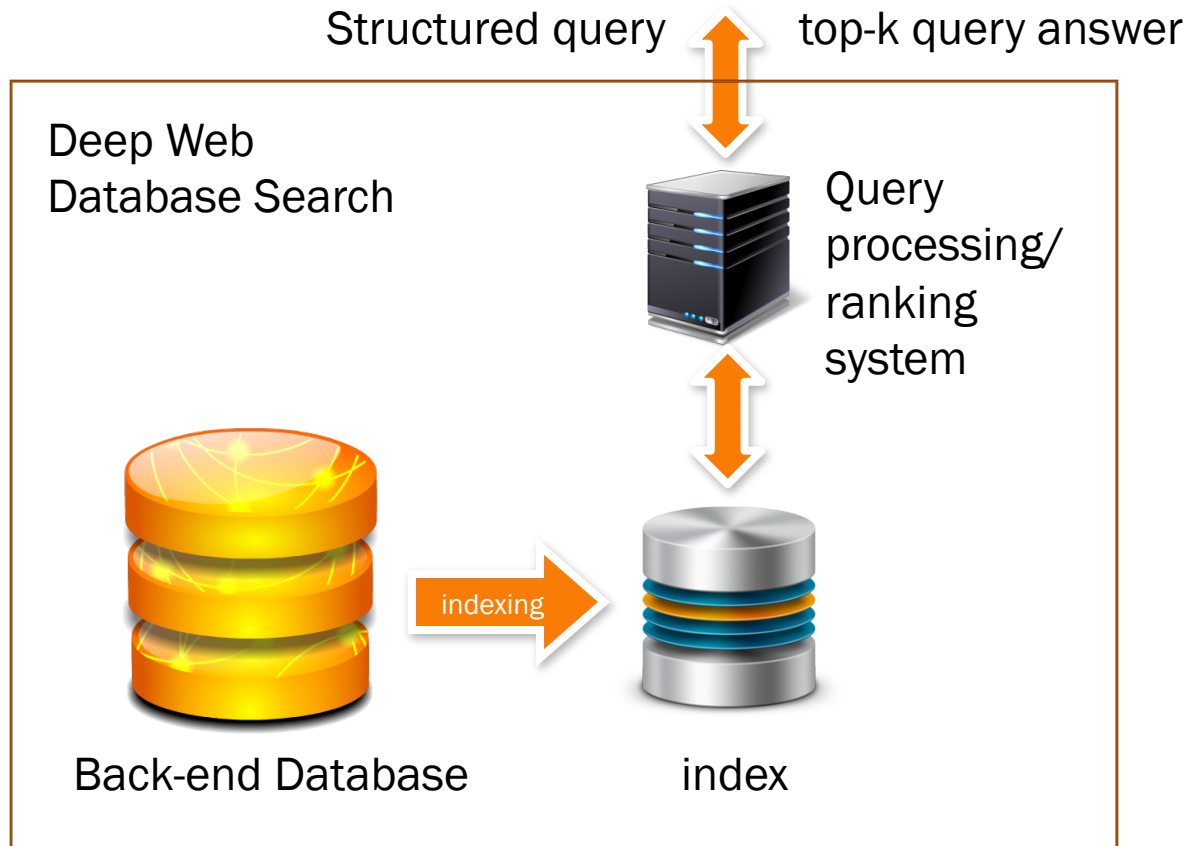 Structured query
top-k query answer
Deep Web
Database Search
Query
processing/
ranking
system
indexing
Back-end Database
index